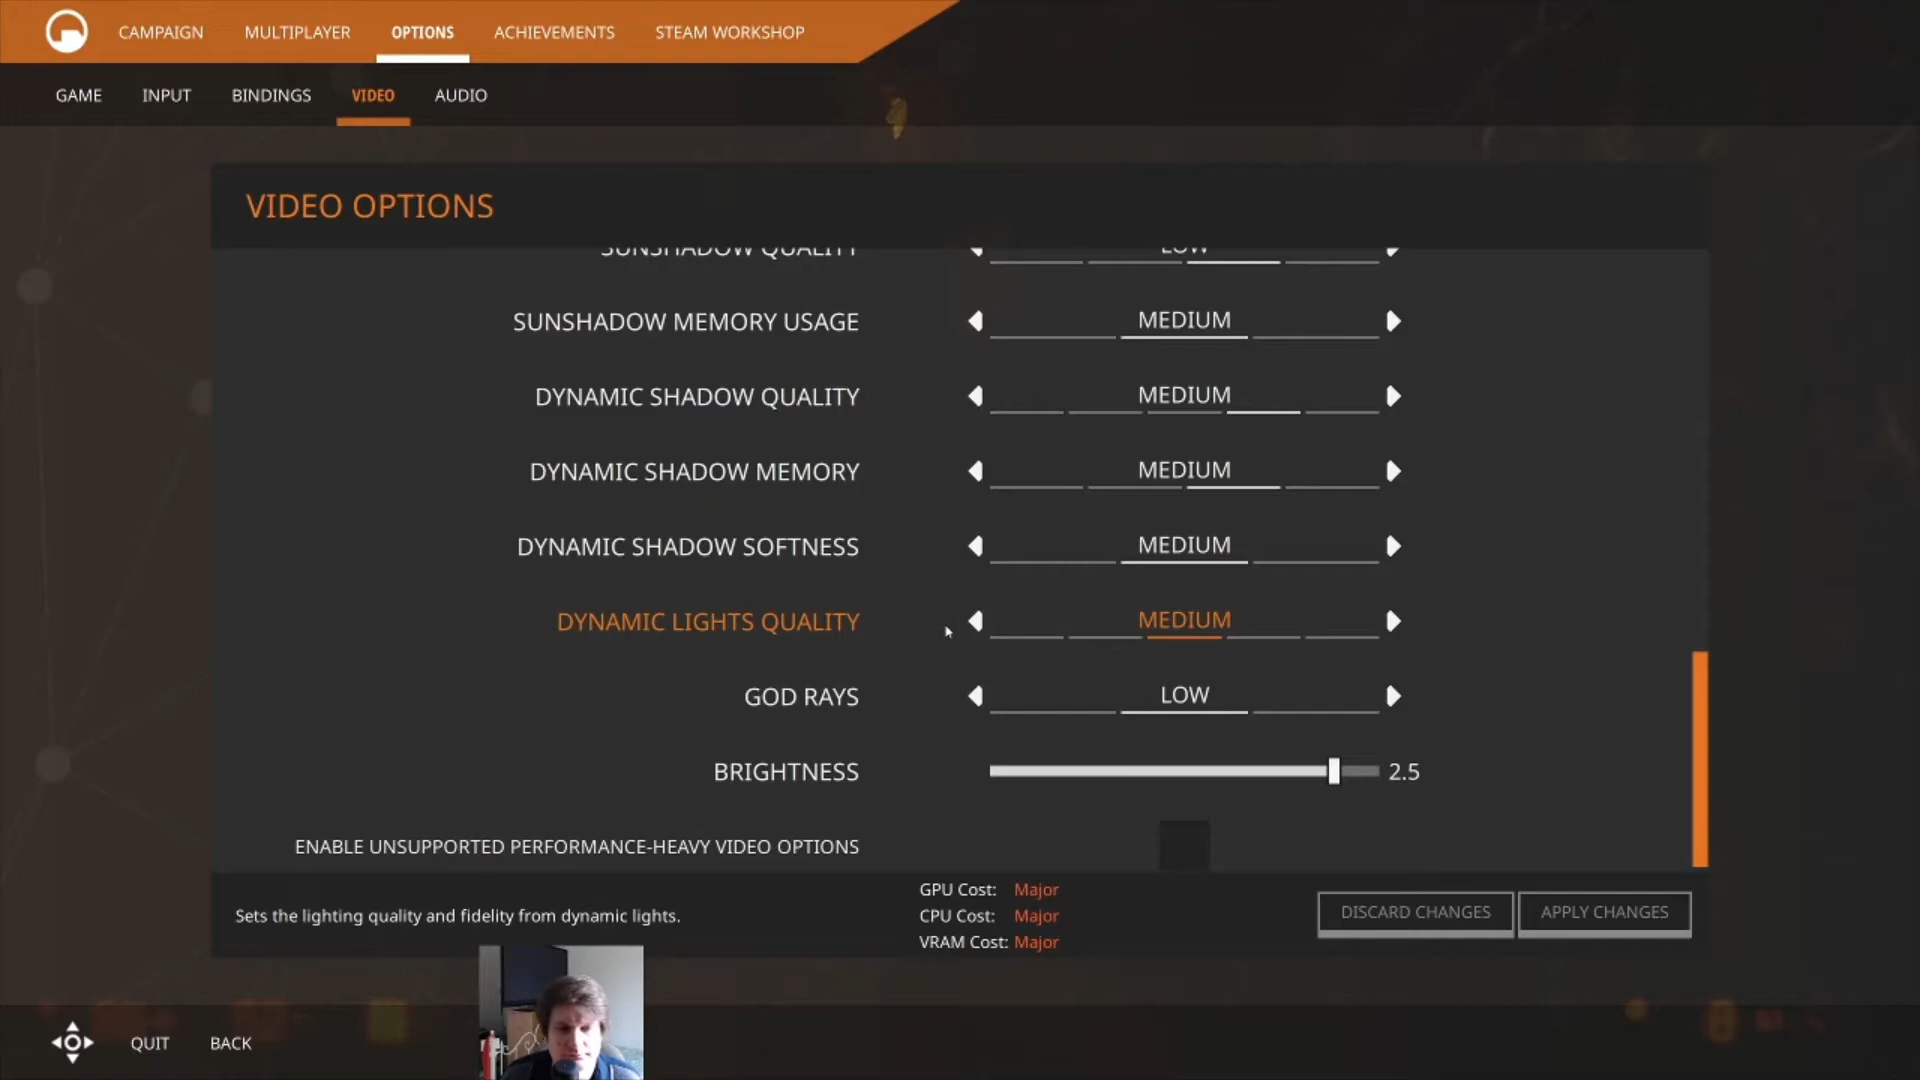 CAMPAIGN MULTIPLAYER OPTIONS ACHIEVEMENTS STEAM WORKSHOP
GAME INPUT BINDINGS VIDEO AUDIO
VIDEO OPTIONS
SUNSHADOW QUALITY LOW
SUNSHADOW MEMORY USAGE MEDIUM
DYNAMIC SHADOW QUALITY MEDIUM
DYNAMIC SHADOW MEMORY MEDIUM
DYNAMIC SHADOW SOFTNESS MEDIUM
DYNAMIC LIGHTS QUALITY MEDIUM
GOD RAYS LOW
BRIGHTNESS 2.5
ENABLE UNSUPPORTED PERFORMANCE-HEAVY VIDEO OPTIONS
Sets the lighting quality and fidelity from dynamic lights.
GPU Cost: Major
CPU Cost: Major
VRAM Cost: Major
DISCARD CHANGES APPLY CHANGES
QUIT BACK